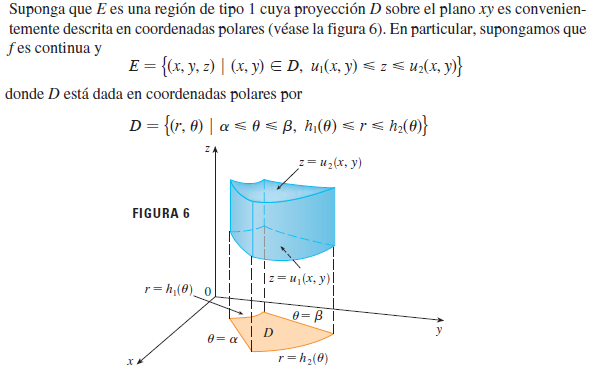 Suponga que E es una región de tipo 1 cuya proyección D sobre el plano xy es convenien-
temente descrita en coordenadas polares (véase la figura 6). En particular, supongamos que
f es continua y
E = {(x, y, z) | (x, y) ∈ D, u₁(x, y) ≤ z ≤ u₂(x, y)}
donde D está dada en coordenadas polares por
D = {(r, θ) | α ≤ θ ≤ β, h₁(θ) ≤ r ≤ h₂(θ)}
z
z = u₂(x, y)
FIGURA 6
z = u₁(x, y)
r = h₁(θ)
0
θ = β
θ = α
D
y
x
r = h₂(θ)